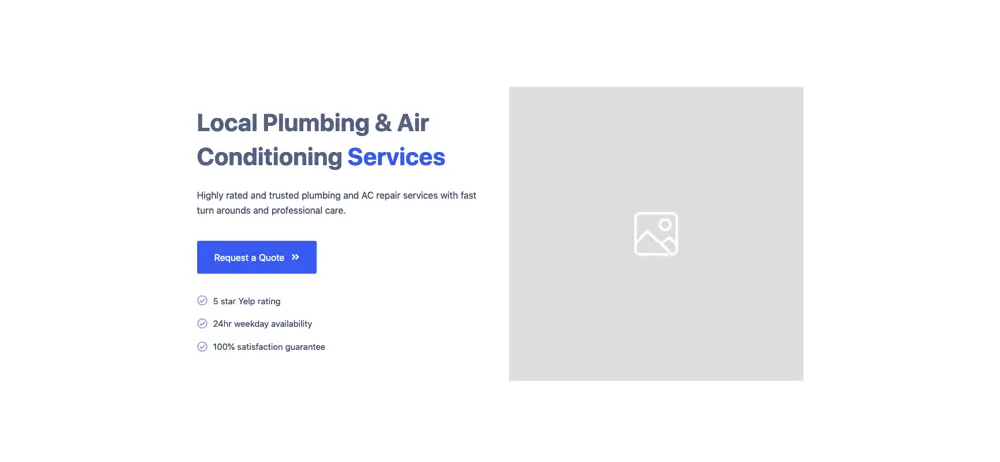 Local Plumbing & Air
Conditioning Services
Highly rated and trusted plumbing and AC repair services with fast
turn arounds and professional care.
Request a Quote
5 star Yelp rating
24hr weekday availability
100% satisfaction guarantee